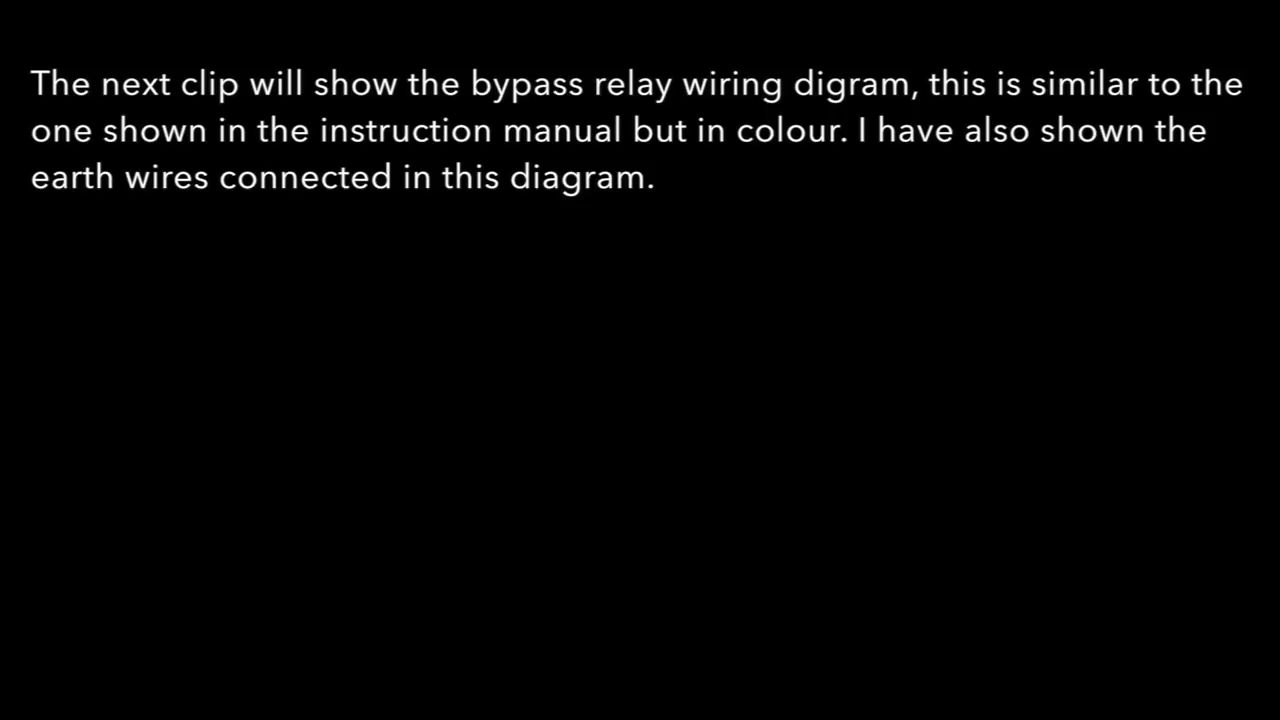 The next clip will show the bypass relay wiring digram, this is similar to the
one shown in the instruction manual but in colour. I have also shown the
earth wires connected in this diagram.